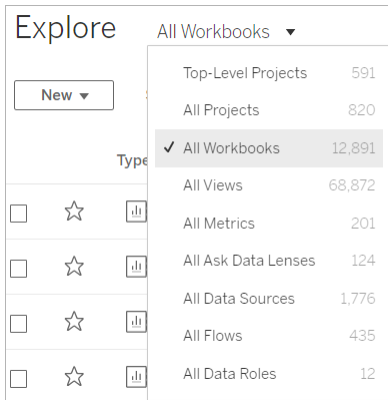 Explore All Workbooks
Top-Level Projects 591
New
All Projects 820
All Workbooks 12,891
Type
All Views 68,872
All Metrics 201
All Ask Data Lenses 124
All Data Sources 1,776
All Flows 435
All Data Roles 12